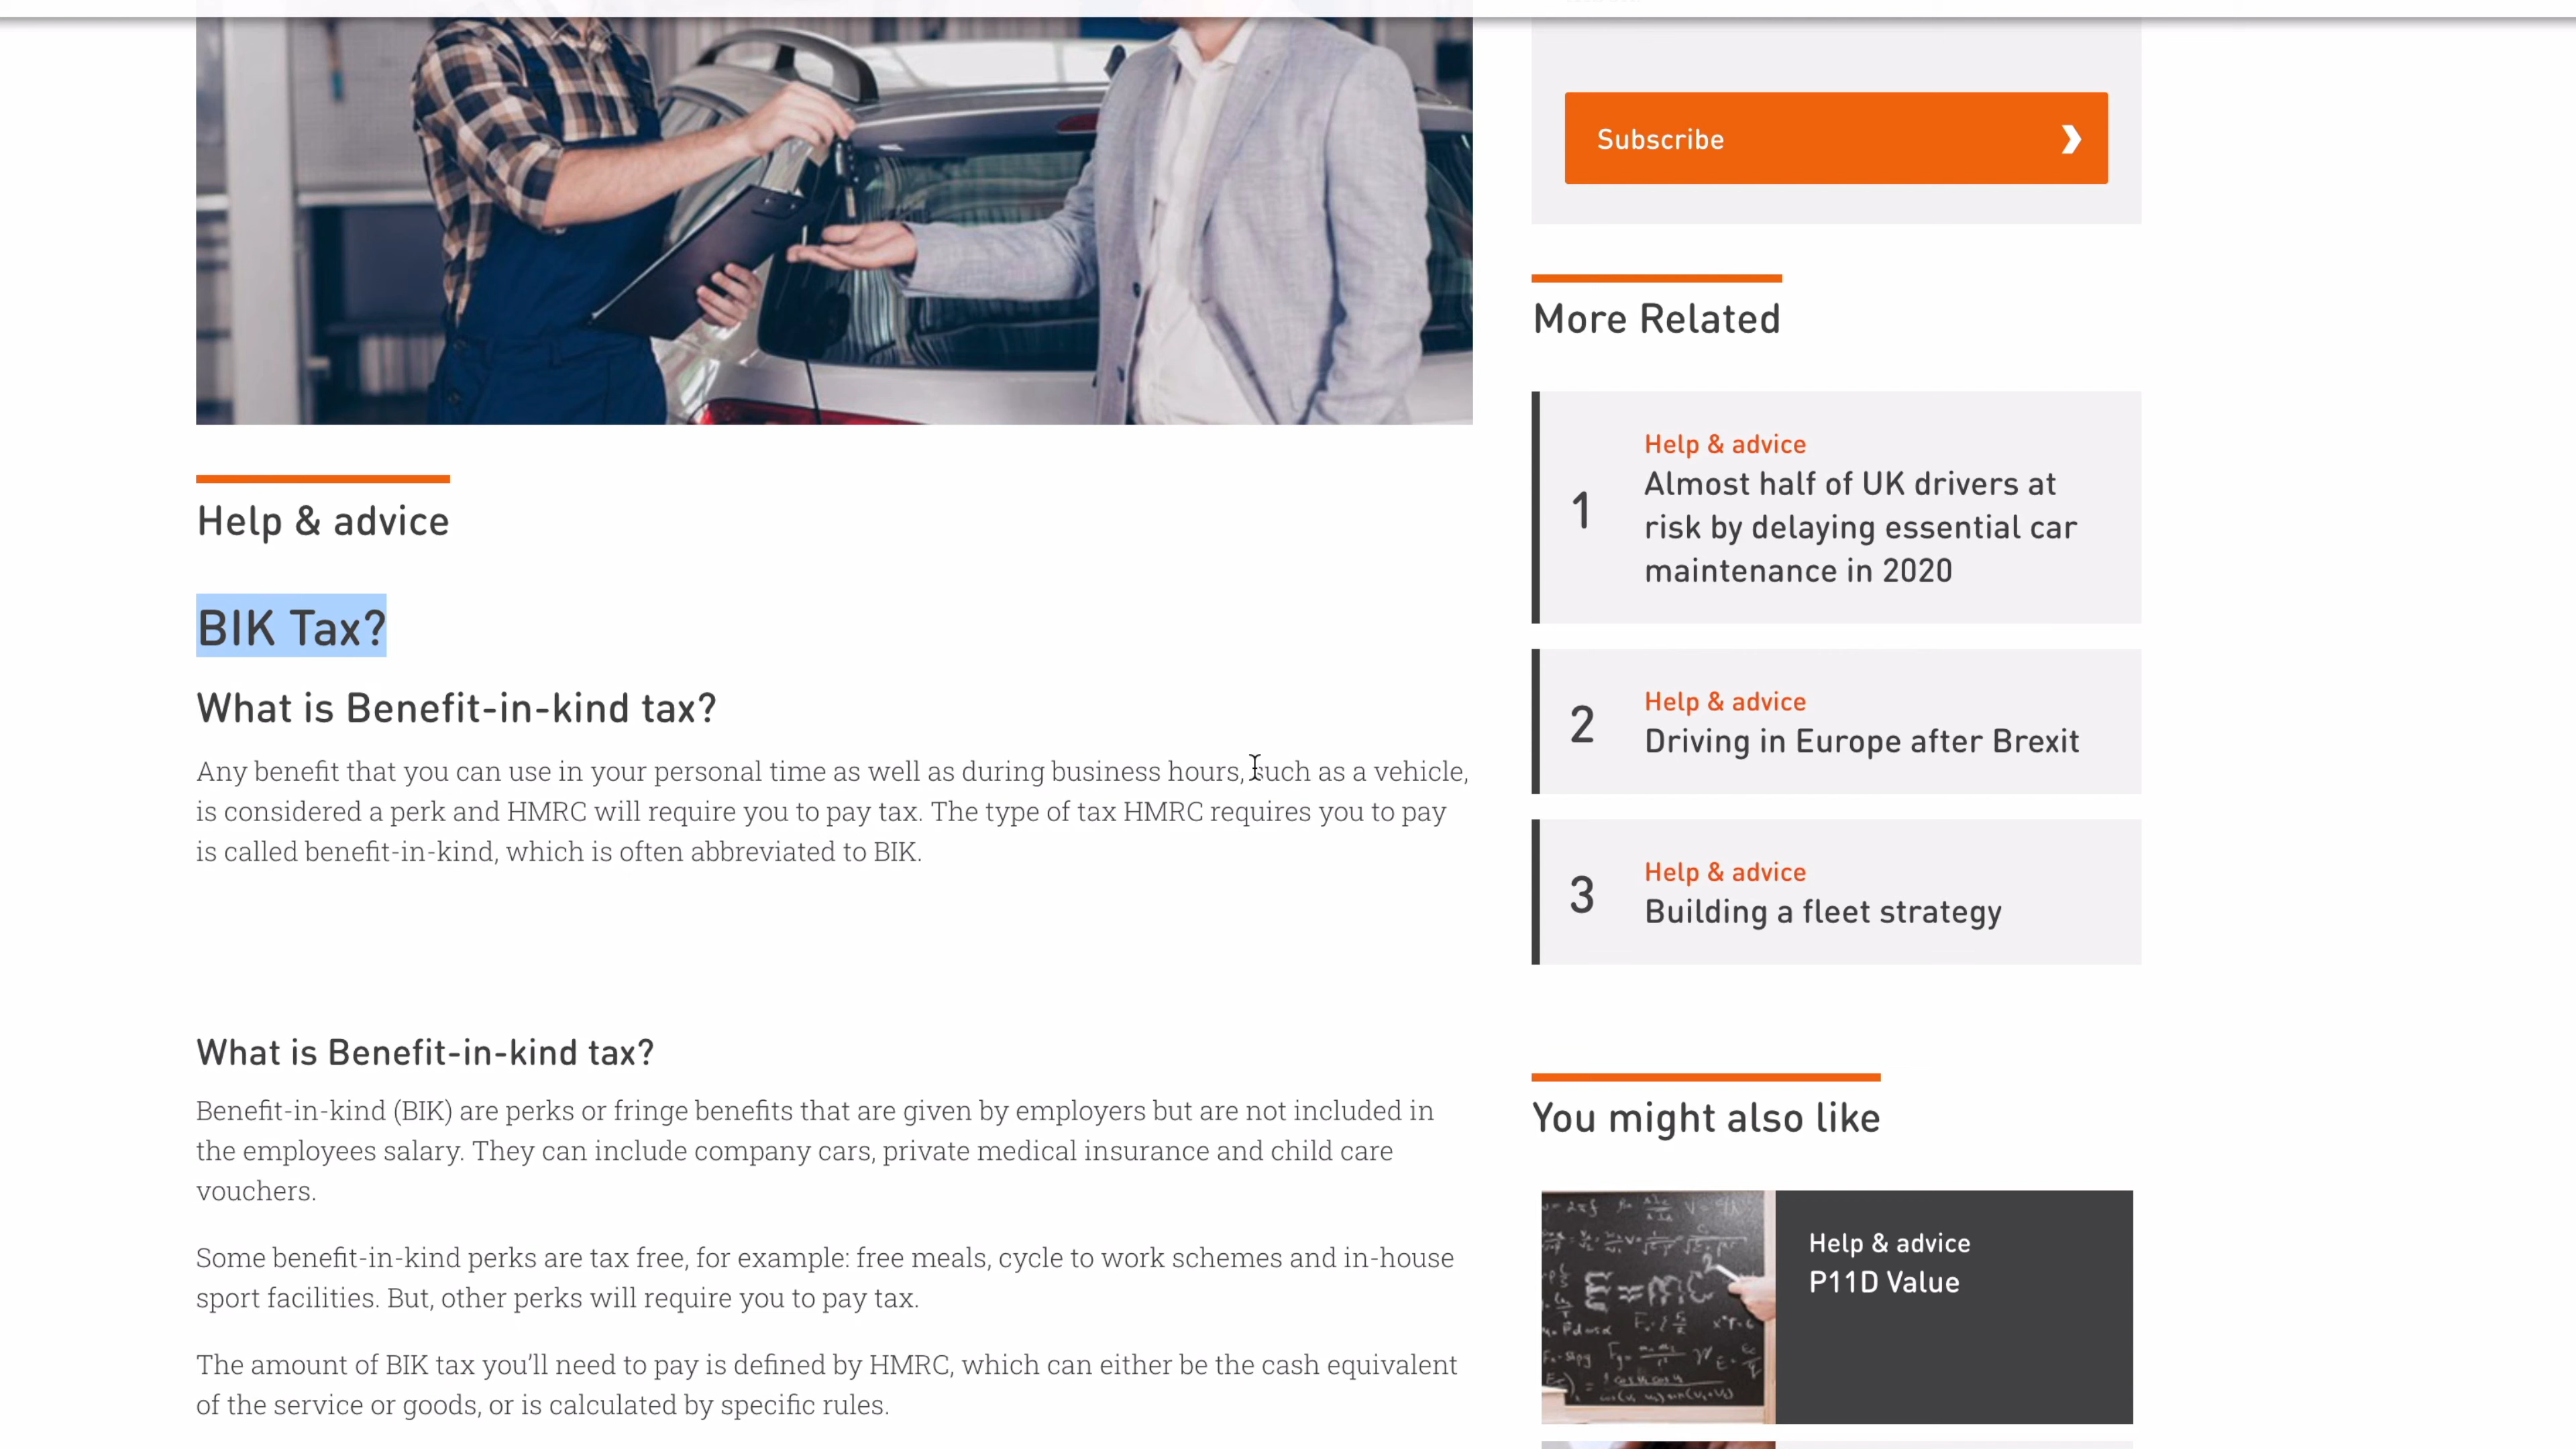 Subscribe
More Related
1
Help & advice
Almost half of UK drivers at
risk by delaying essential car
maintenance in 2020
2
Help & advice
Driving in Europe after Brexit
3
Help & advice
Building a fleet strategy
Help & advice
BIK Tax?
What is Benefit-in-kind tax?
Any benefit that you can use in your personal time as well as during business hours, such as a vehicle,
is considered a perk and HMRC will require you to pay tax. The type of tax HMRC requires you to pay
is called benefit-in-kind, which is often abbreviated to BIK.
What is Benefit-in-kind tax?
Benefit-in-kind (BIK) are perks or fringe benefits that are given by employers but are not included in
the employees salary. They can include company cars, private medical insurance and child care
vouchers.
Some benefit-in-kind perks are tax free, for example: free meals, cycle to work schemes and in-house
sport facilities. But, other perks will require you to pay tax.
The amount of BIK tax you'll need to pay is defined by HMRC, which can either be the cash equivalent
of the service or goods, or is calculated by specific rules.
You might also like
E=mc²
Help & advice
P11D Value